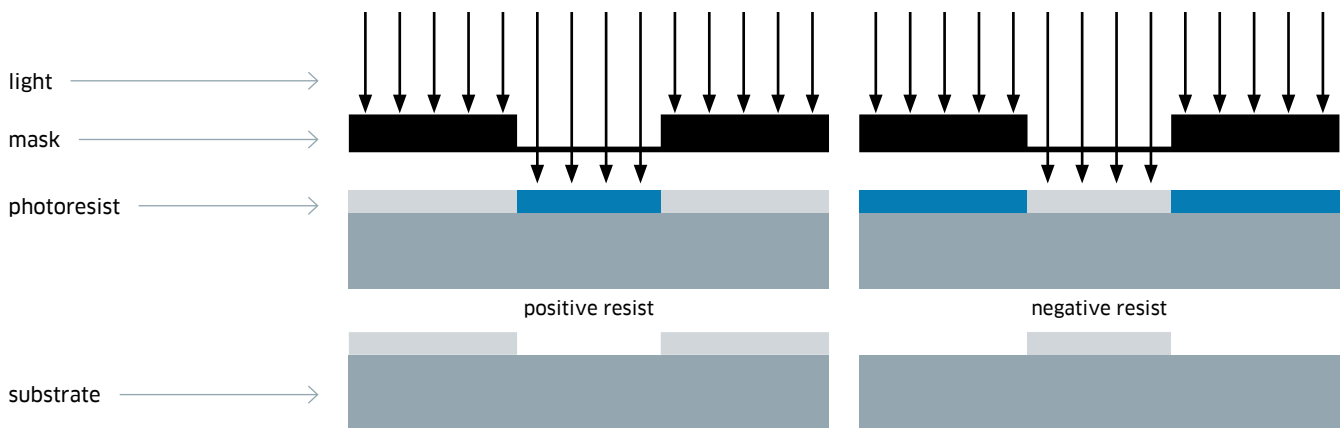 light
mask
photoresist
positive resist
negative resist
substrate